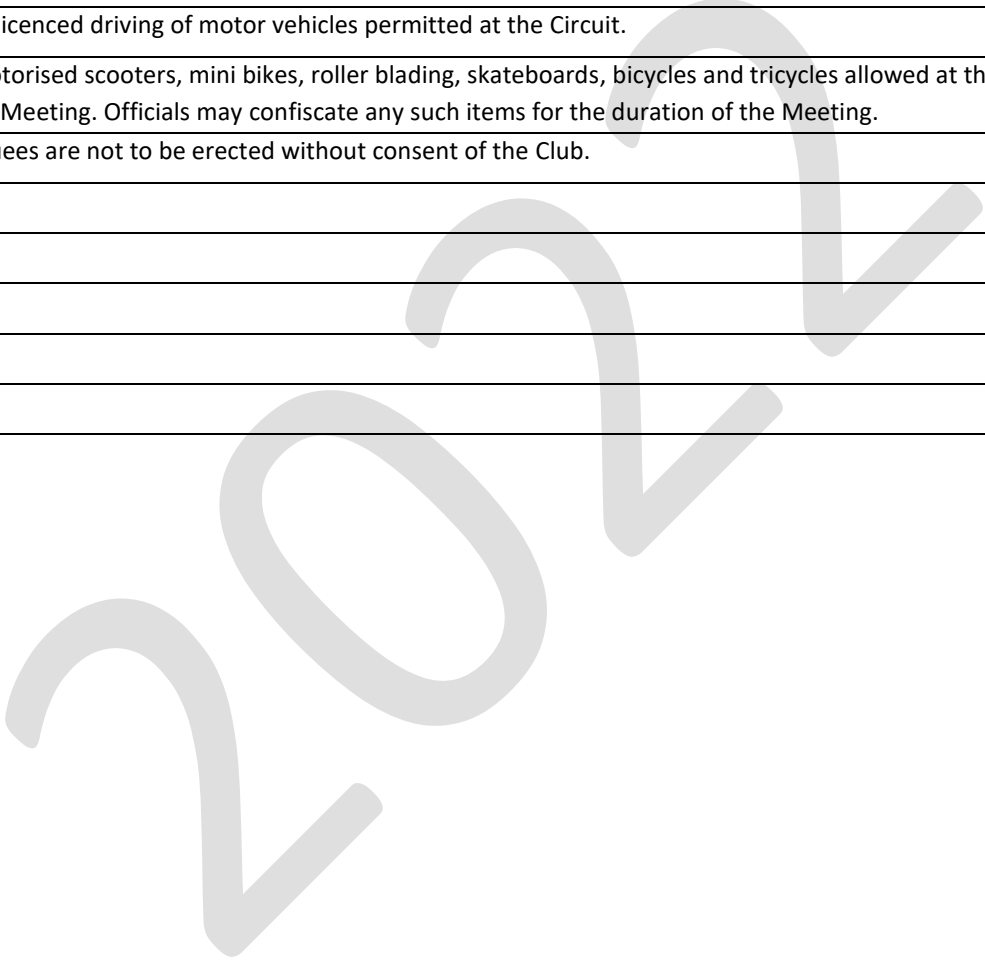 icenced driving of motor vehicles permitted at the Circuit.
otorised scooters, mini bikes, roller blading, skateboards, bicycles and tricycles allowed at th
Meeting. Officials may confiscate any such items for the duration of the Meeting.
ees are not to be erected without consent of the Club.
2022